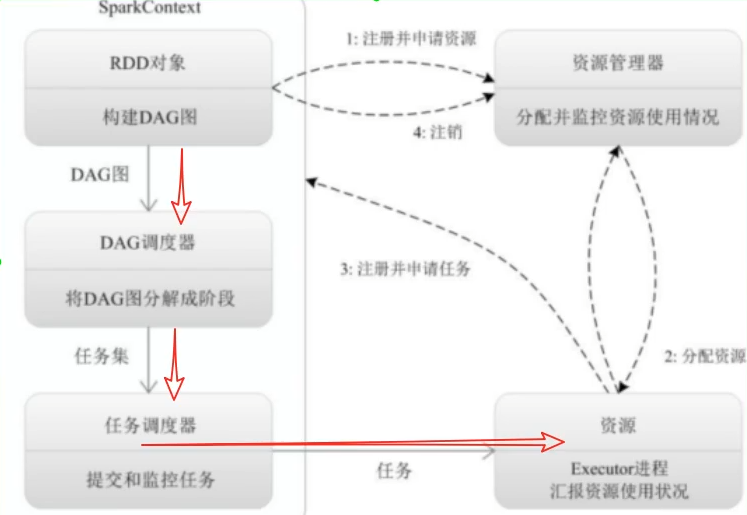 SparkContext
RDD对象
构建DAG图
1: 注册并申请资源
资源管理器
分配并监控资源使用情况
4: 注销
DAG图
DAG调度器
将DAG图分解成阶段
3: 注册并申请任务
2: 分配资源
任务集
任务调度器
提交和监控任务
任务
资源
Executor进程
汇报资源使用状况